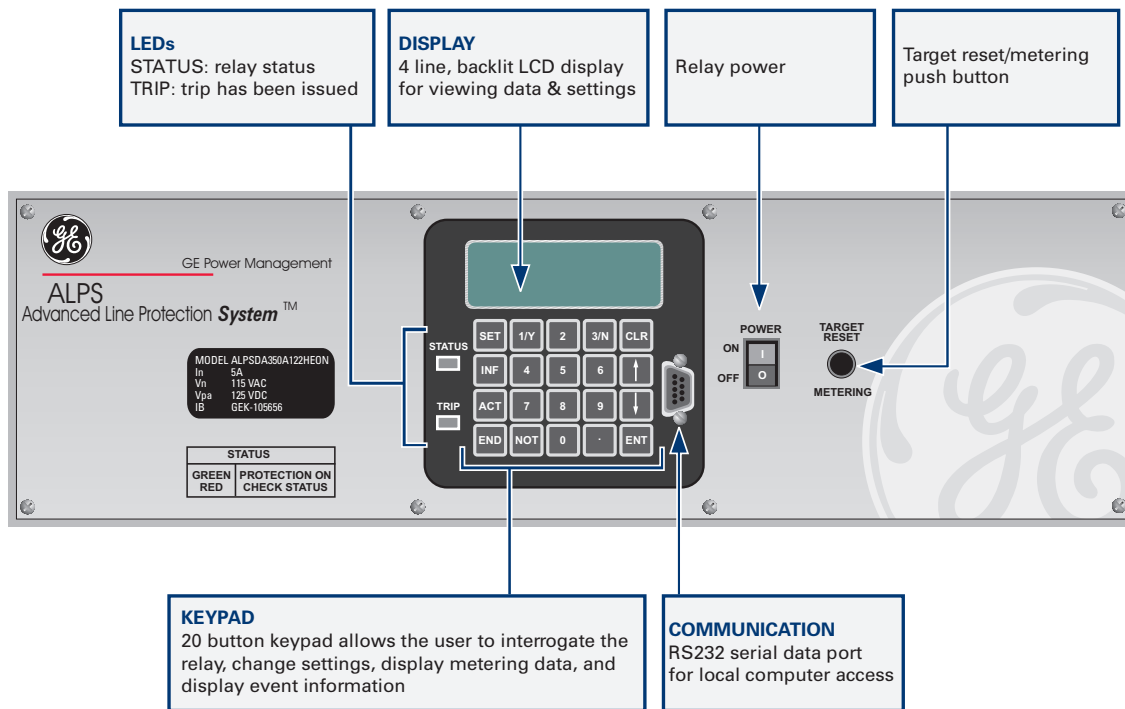 LEDs
STATUS: relay status
TRIP: trip has been issued
DISPLAY
4 line, backlit LCD display
for viewing data & settings
Relay power
Target reset/metering
push button
GE
GE Power Management
ALPS
Advanced Line Protection System ™
MODEL ALPSDA350A122HEON
In 5A
Vn 115 VAC
Vpa 125 VDC
IB GEK-105656
STATUS
GREEN PROTECTION ON
RED CHECK STATUS
STATUS
TRIP
SET 1/Y 2 3/N CLR
INF 4 5 6 ↑
ACT 7 8 9 ↓
END NOT 0 . ENT
POWER
ON I
OFF O
TARGET
RESET
METERING
GE
KEYPAD
20 button keypad allows the user to interrogate the
relay, change settings, display metering data, and
display event information
COMMUNICATION
RS232 serial data port
for local computer access